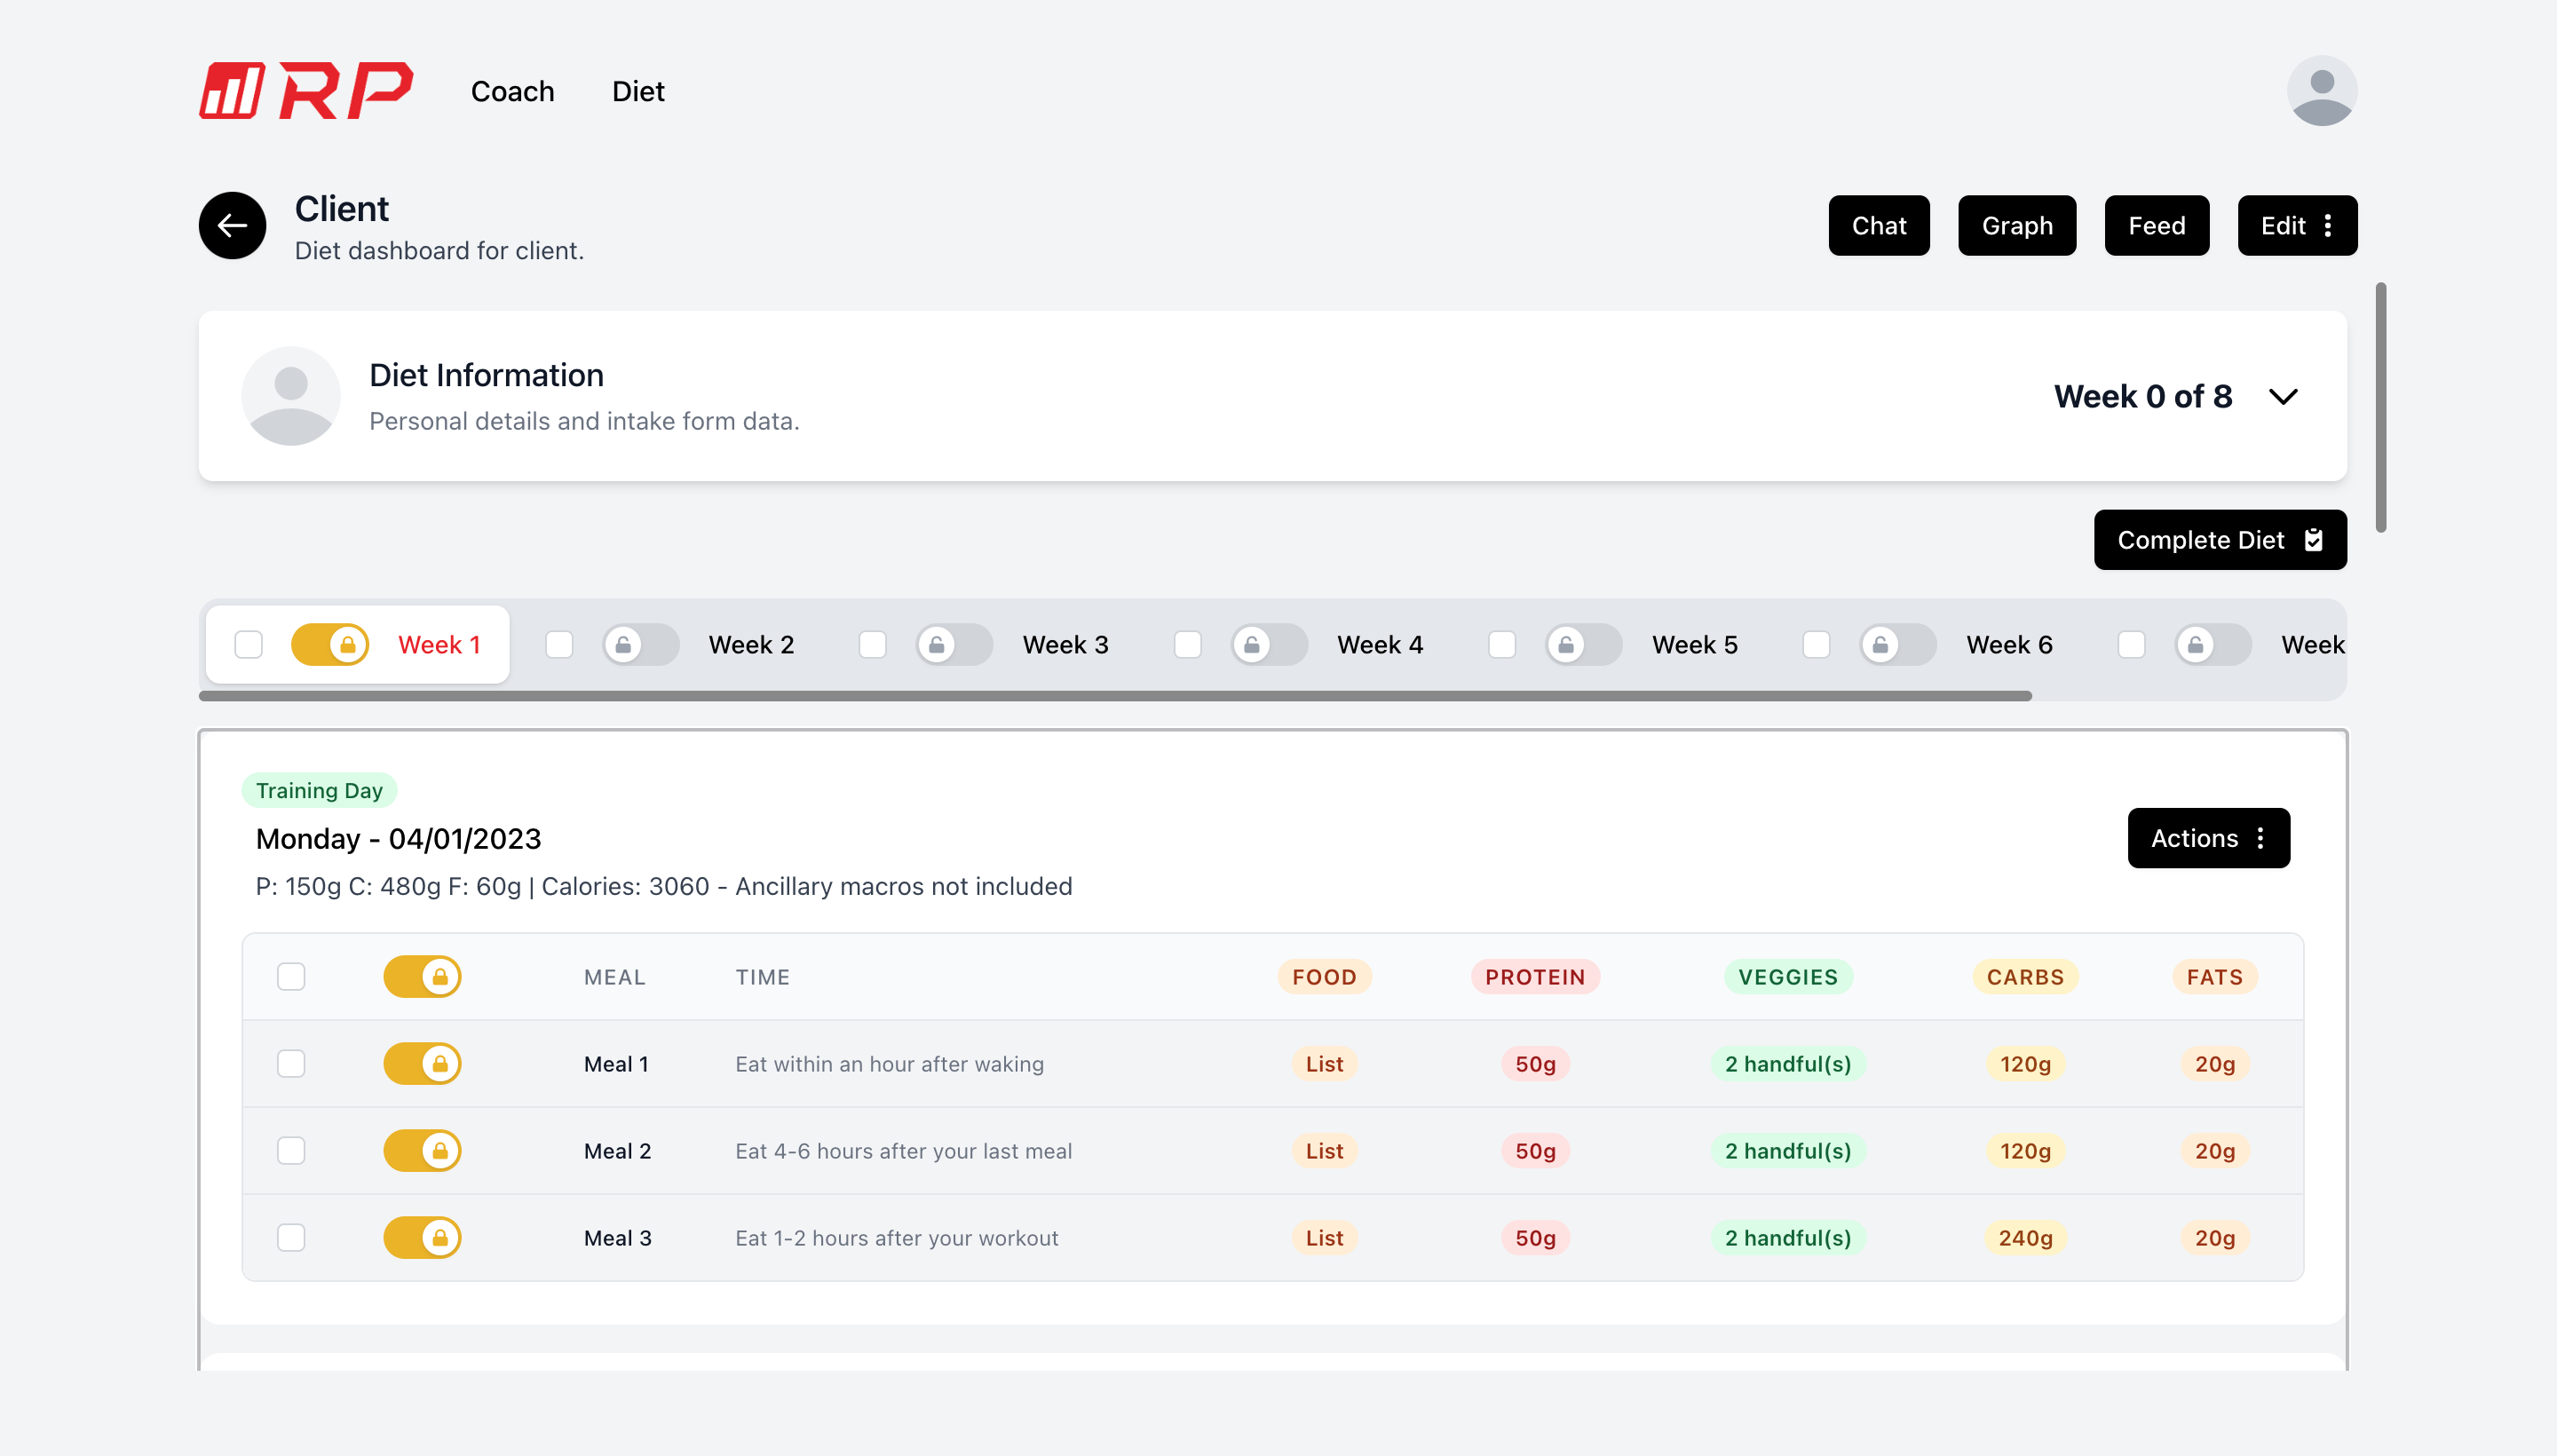 RP Coach Diet
Client
Diet dashboard for client.
Chat Graph Feed Edit
Diet Information
Personal details and intake form data.
Week 0 of 8
Complete Diet
Week 1 Week 2 Week 3 Week 4 Week 5 Week 6 Week
Training Day
Monday - 04/01/2023
Actions
P: 150g C: 480g F: 60g | Calories: 3060 - Ancillary macros not included
MEAL TIME FOOD PROTEIN VEGGIES CARBS FATS
Meal 1 Eat within an hour after waking List 50g 2 handful(s) 120g 20g
Meal 2 Eat 4-6 hours after your last meal List 50g 2 handful(s) 120g 20g
Meal 3 Eat 1-2 hours after your workout List 50g 2 handful(s) 240g 20g